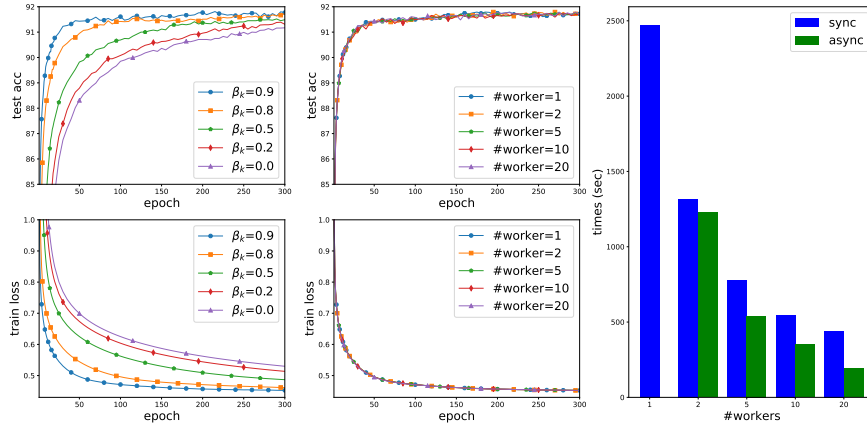 92
91
90
89
88
87
86
85
test acc
50 100 150 200 250 300
epoch
β_k=0.9
β_k=0.8
β_k=0.5
β_k=0.2
β_k=0.0
92
91
90
89
88
87
86
85
test acc
50 100 150 200 250 300
epoch
#worker=1
#worker=2
#worker=5
#worker=10
#worker=20
1.0
0.9
0.8
0.7
0.6
0.5
train loss
50 100 150 200 250 300
epoch
β_k=0.9
β_k=0.8
β_k=0.5
β_k=0.2
β_k=0.0
1.0
0.9
0.8
0.7
0.6
0.5
train loss
50 100 150 200 250 300
epoch
#worker=1
#worker=2
#worker=5
#worker=10
#worker=20
2500
2000
1500
1000
500
0
times (sec)
1 2 5 10 20
#workers
sync
async